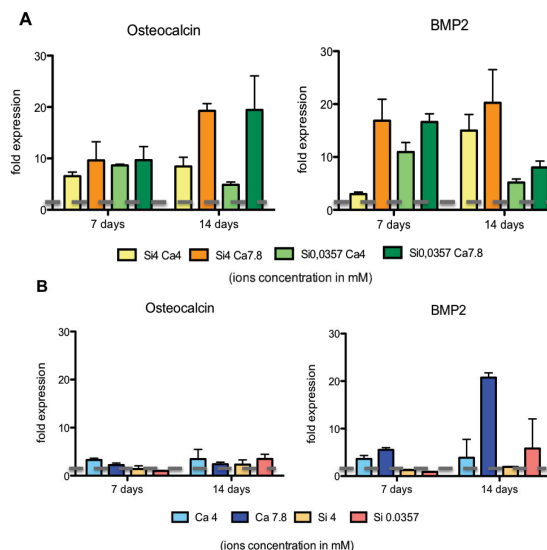 A
Osteocalcin
BMP2
fold expression
30
20
10
0
7 days
14 days
fold expression
30
20
10
0
7 days
14 days
Si4 Ca4
Si4 Ca7.8
Si0,0357 Ca4
Si0,0357 Ca7.8
(ions concentration in mM)
B
Osteocalcin
BMP2
fold expression
30
20
10
0
7 days
14 days
fold expression
30
20
10
0
7 days
14 days
Ca 4
Ca 7.8
Si 4
Si 0.0357
(ions concentration in mM)